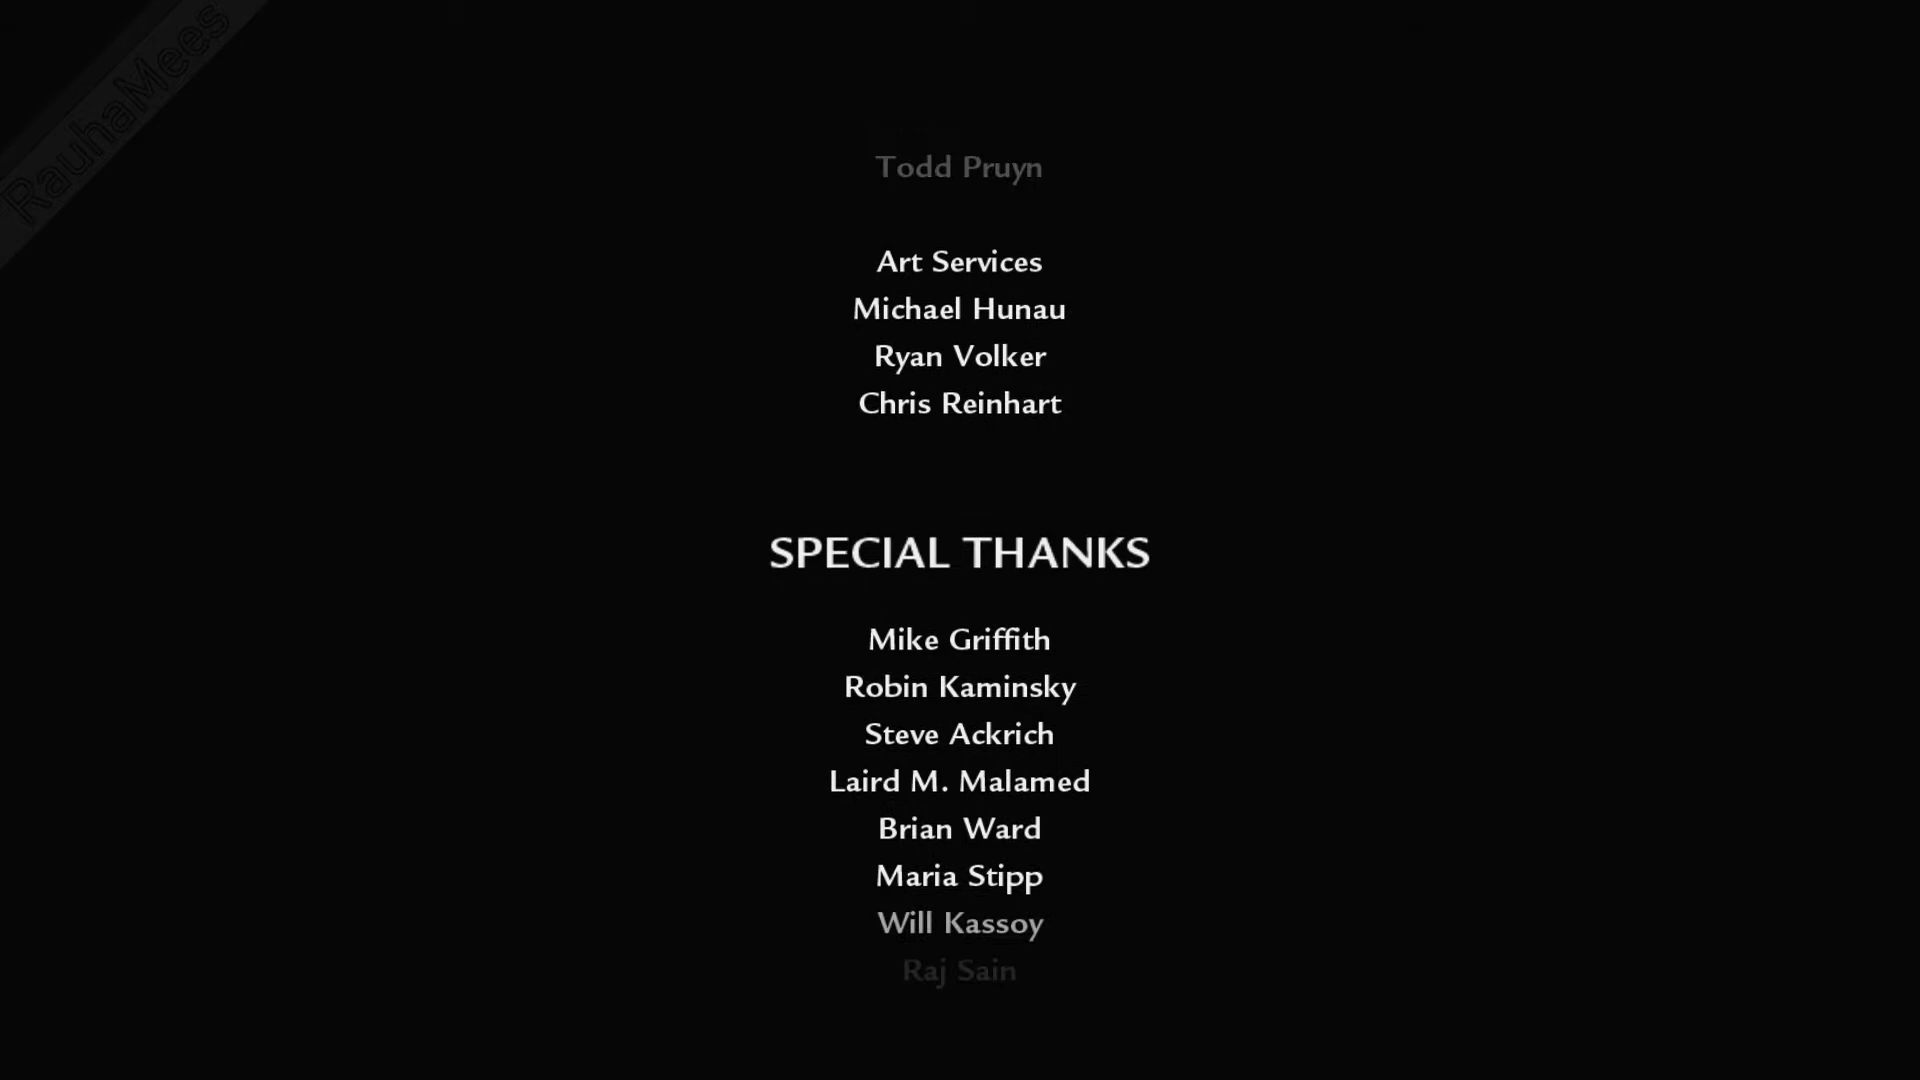 RauhaMees
Todd Pruyn
Art Services
Michael Hunau
Ryan Volker
Chris Reinhart
SPECIAL THANKS
Mike Griffith
Robin Kaminsky
Steve Ackrich
Laird M. Malamed
Brian Ward
Maria Stipp
Will Kassoy
Raj Sain